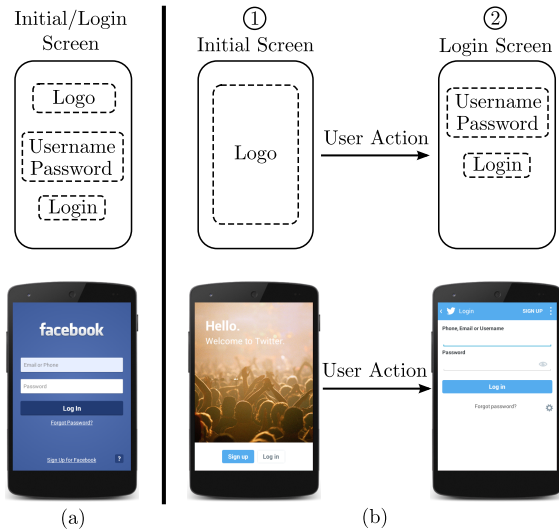 Initial/Login
Screen
Logo
Username
Password
Login
facebook
Email or Phone
Password
Log In
Forgot Password?
Sign Up for Facebook
?
(a)
1
Initial Screen
Logo
User Action
2
Login Screen
Username
Password
Login
Hello.
Welcome to Twitter.
Sign up
Log in
User Action
Login
SIGN UP
Phone, Email or Username
Password
Log in
Forgot password?
(b)